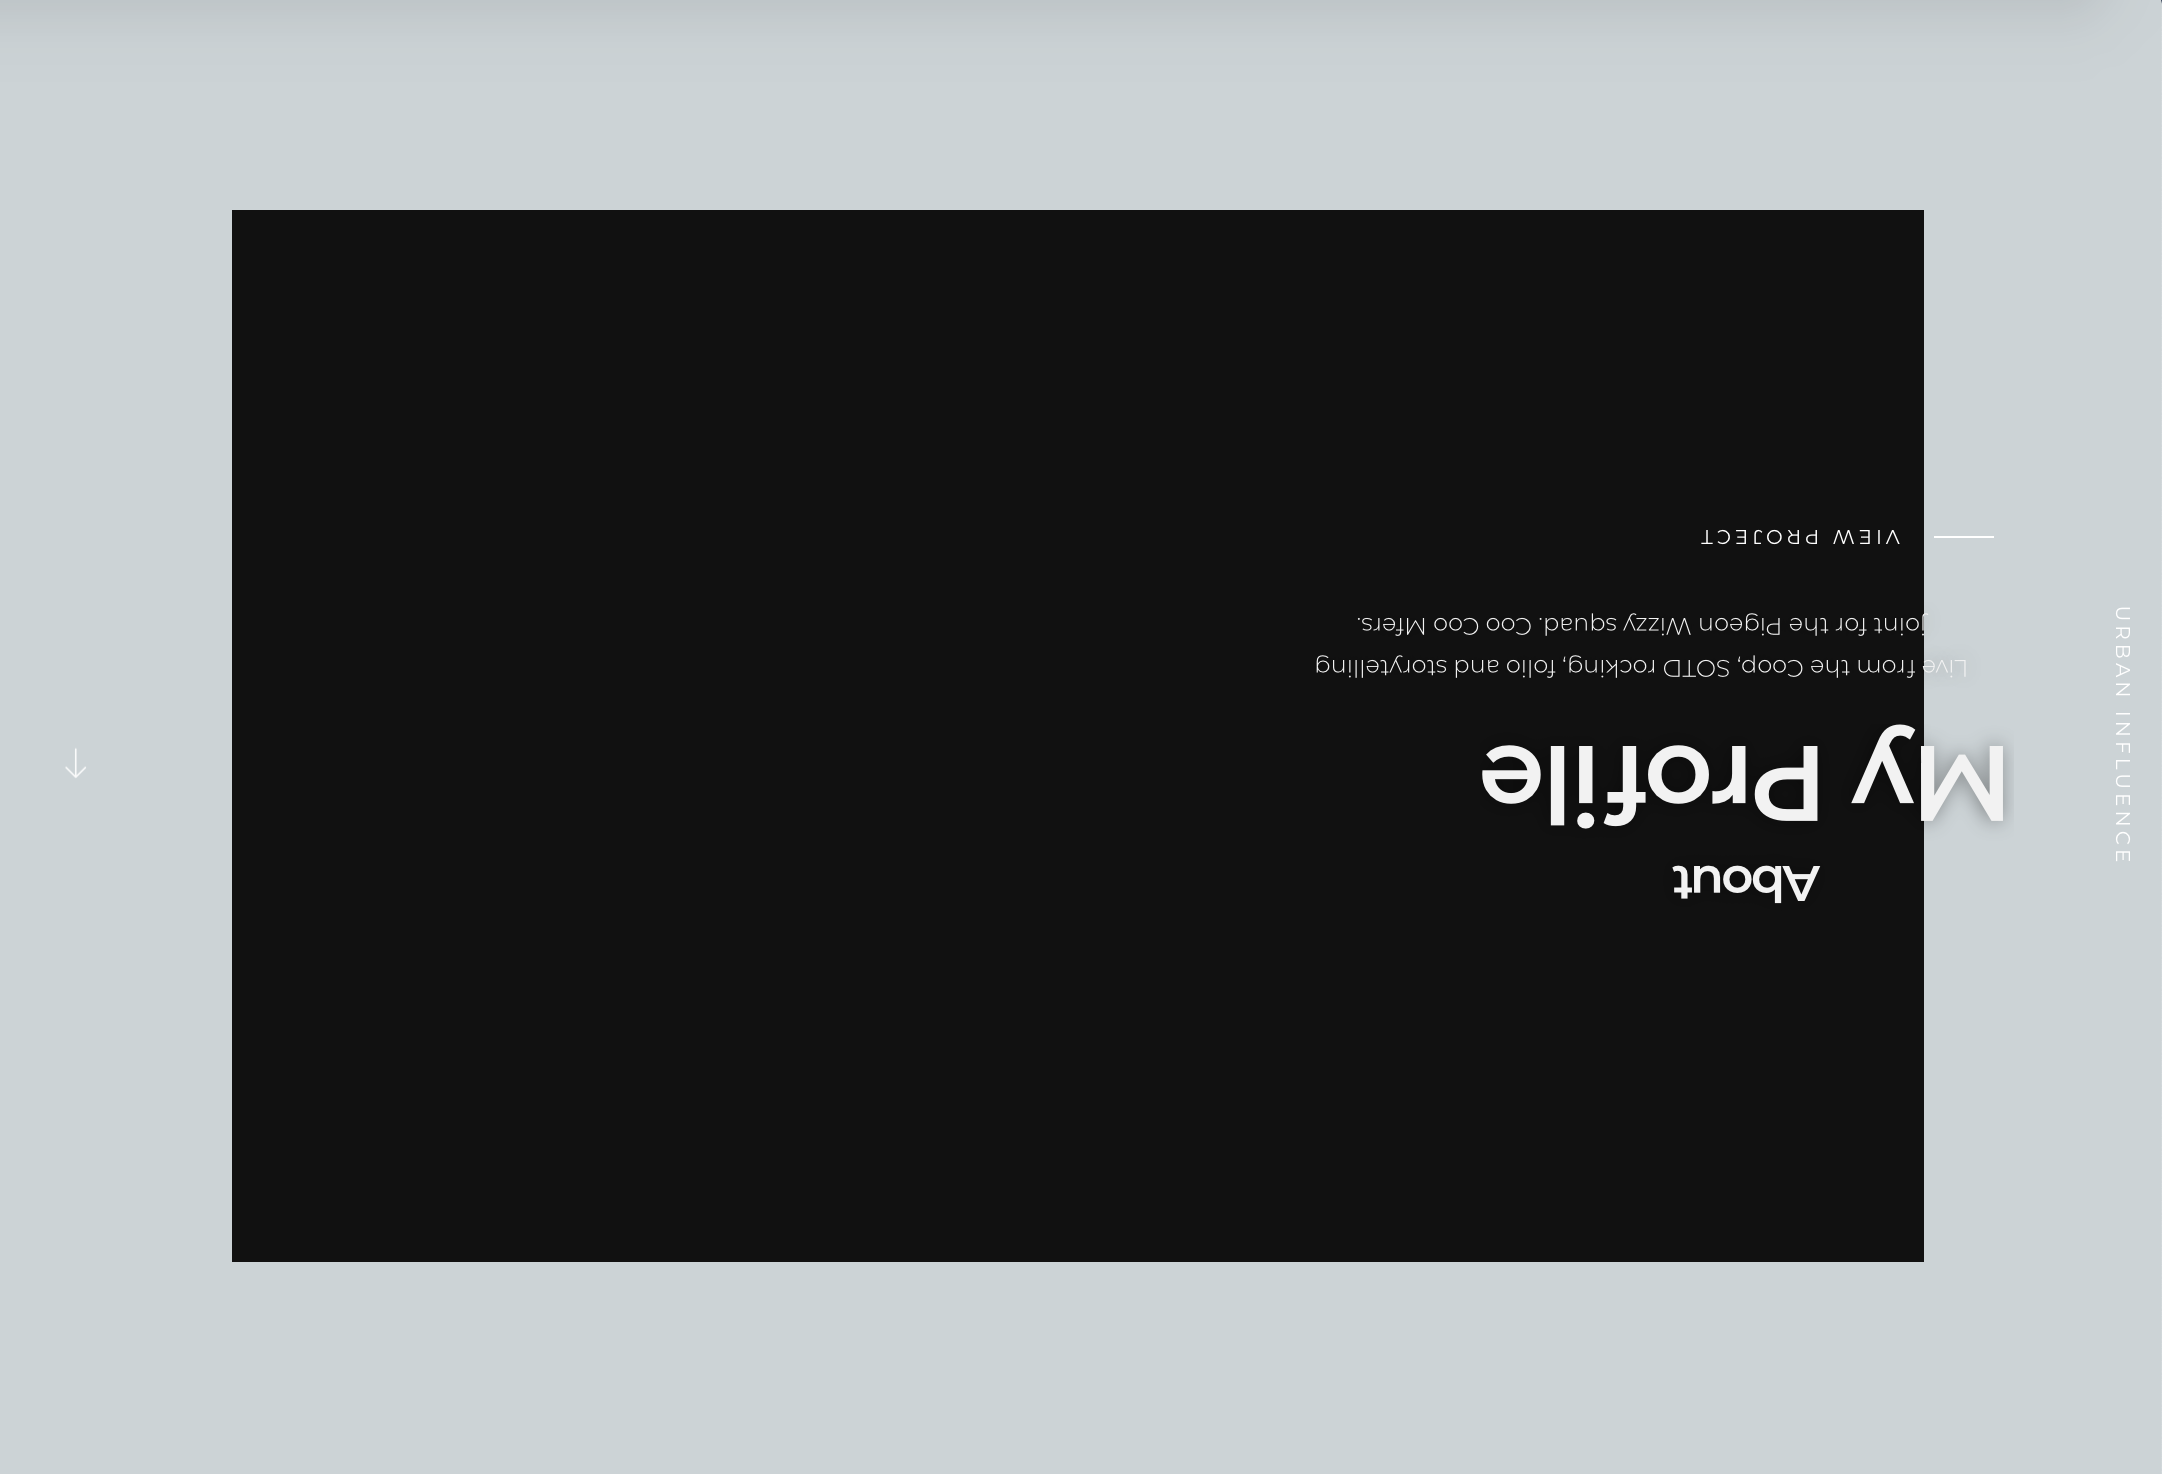 About
My Profile
Live from the Coop, SOTD rocking, folio and storytellling
joint for the Pigeon Wizzy squad. Coo Coo Mfers.
VIEW PROJECT
URBAN INFLUENCE